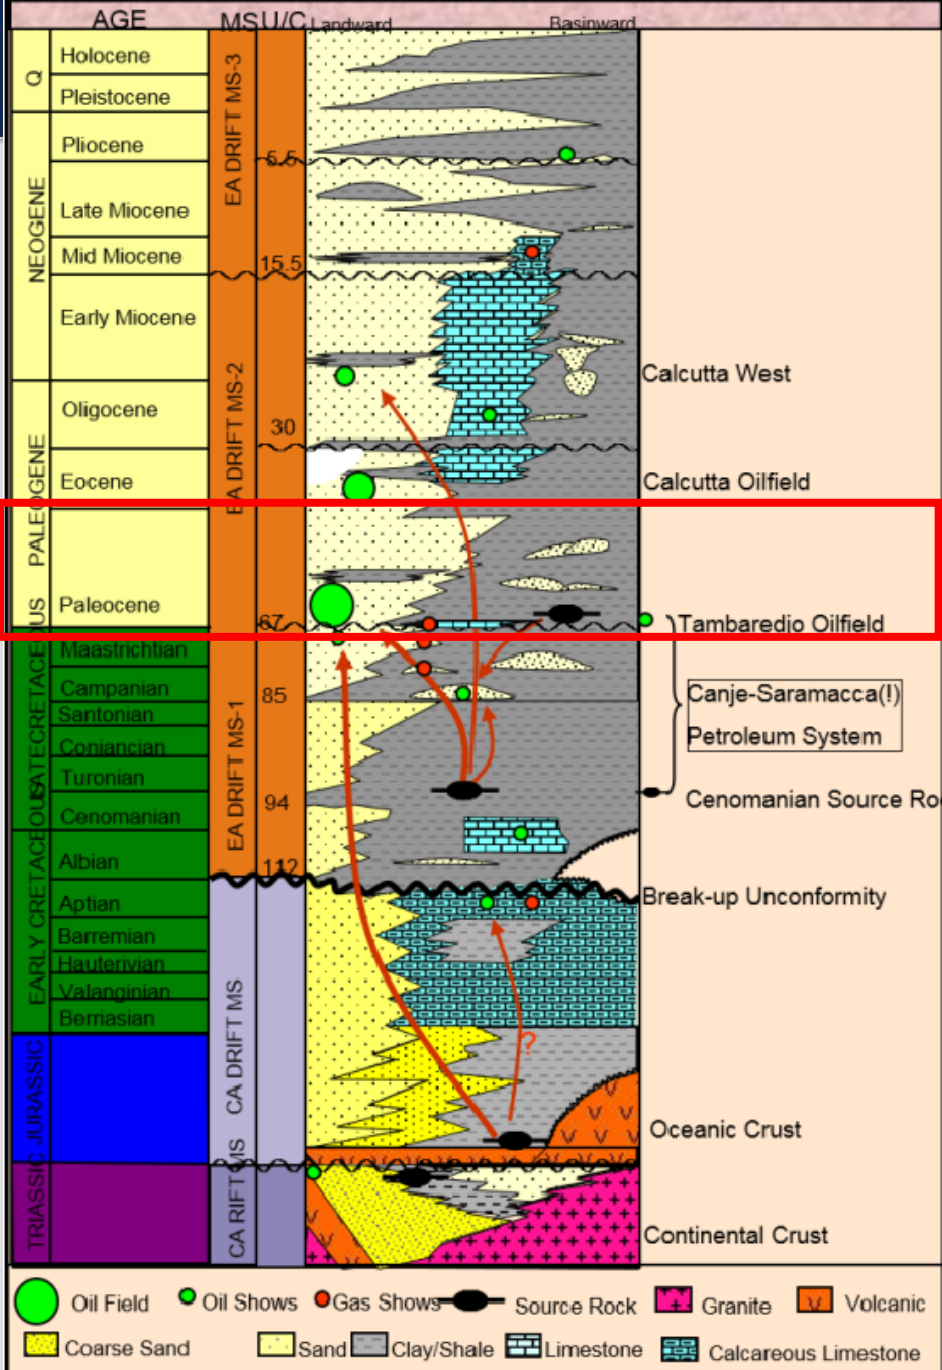 AGE MS U/C Landward Basinward
Q
Holocene
Pleistocene
NEOGENE
Pliocene
Late Miocene
Mid Miocene
Early Miocene
PALEOGENE
Oligocene
Eocene
Paleocene
LATE CRETACEOUS
Maastrichtian
Campanian
Santonian
Coniancian
Turonian
Cenomanian
EARLY CRETACEOUS
Albian
Aptian
Barremian
Hauterivian
Valanginian
Berriasian
JURASSIC
TRIASSIC
EA DRIFT MS-3
EA DRIFT MS-2
EA DRIFT MS-1
CA DRIFT MS
CA RIFT MS
5.5
15.5
30
67
85
94
112
?
Calcutta West
Calcutta Oilfield
Tambaredjo Oilfield
Canje-Saramacca(!)
Petroleum System
Cenomanian Source Ro
Break-up Unconformity
Oceanic Crust
Continental Crust
Oil Field Oil Shows Gas Shows Source Rock Granite Volcanic
Coarse Sand Sand Clay/Shale Limestone Calcareous Limestone